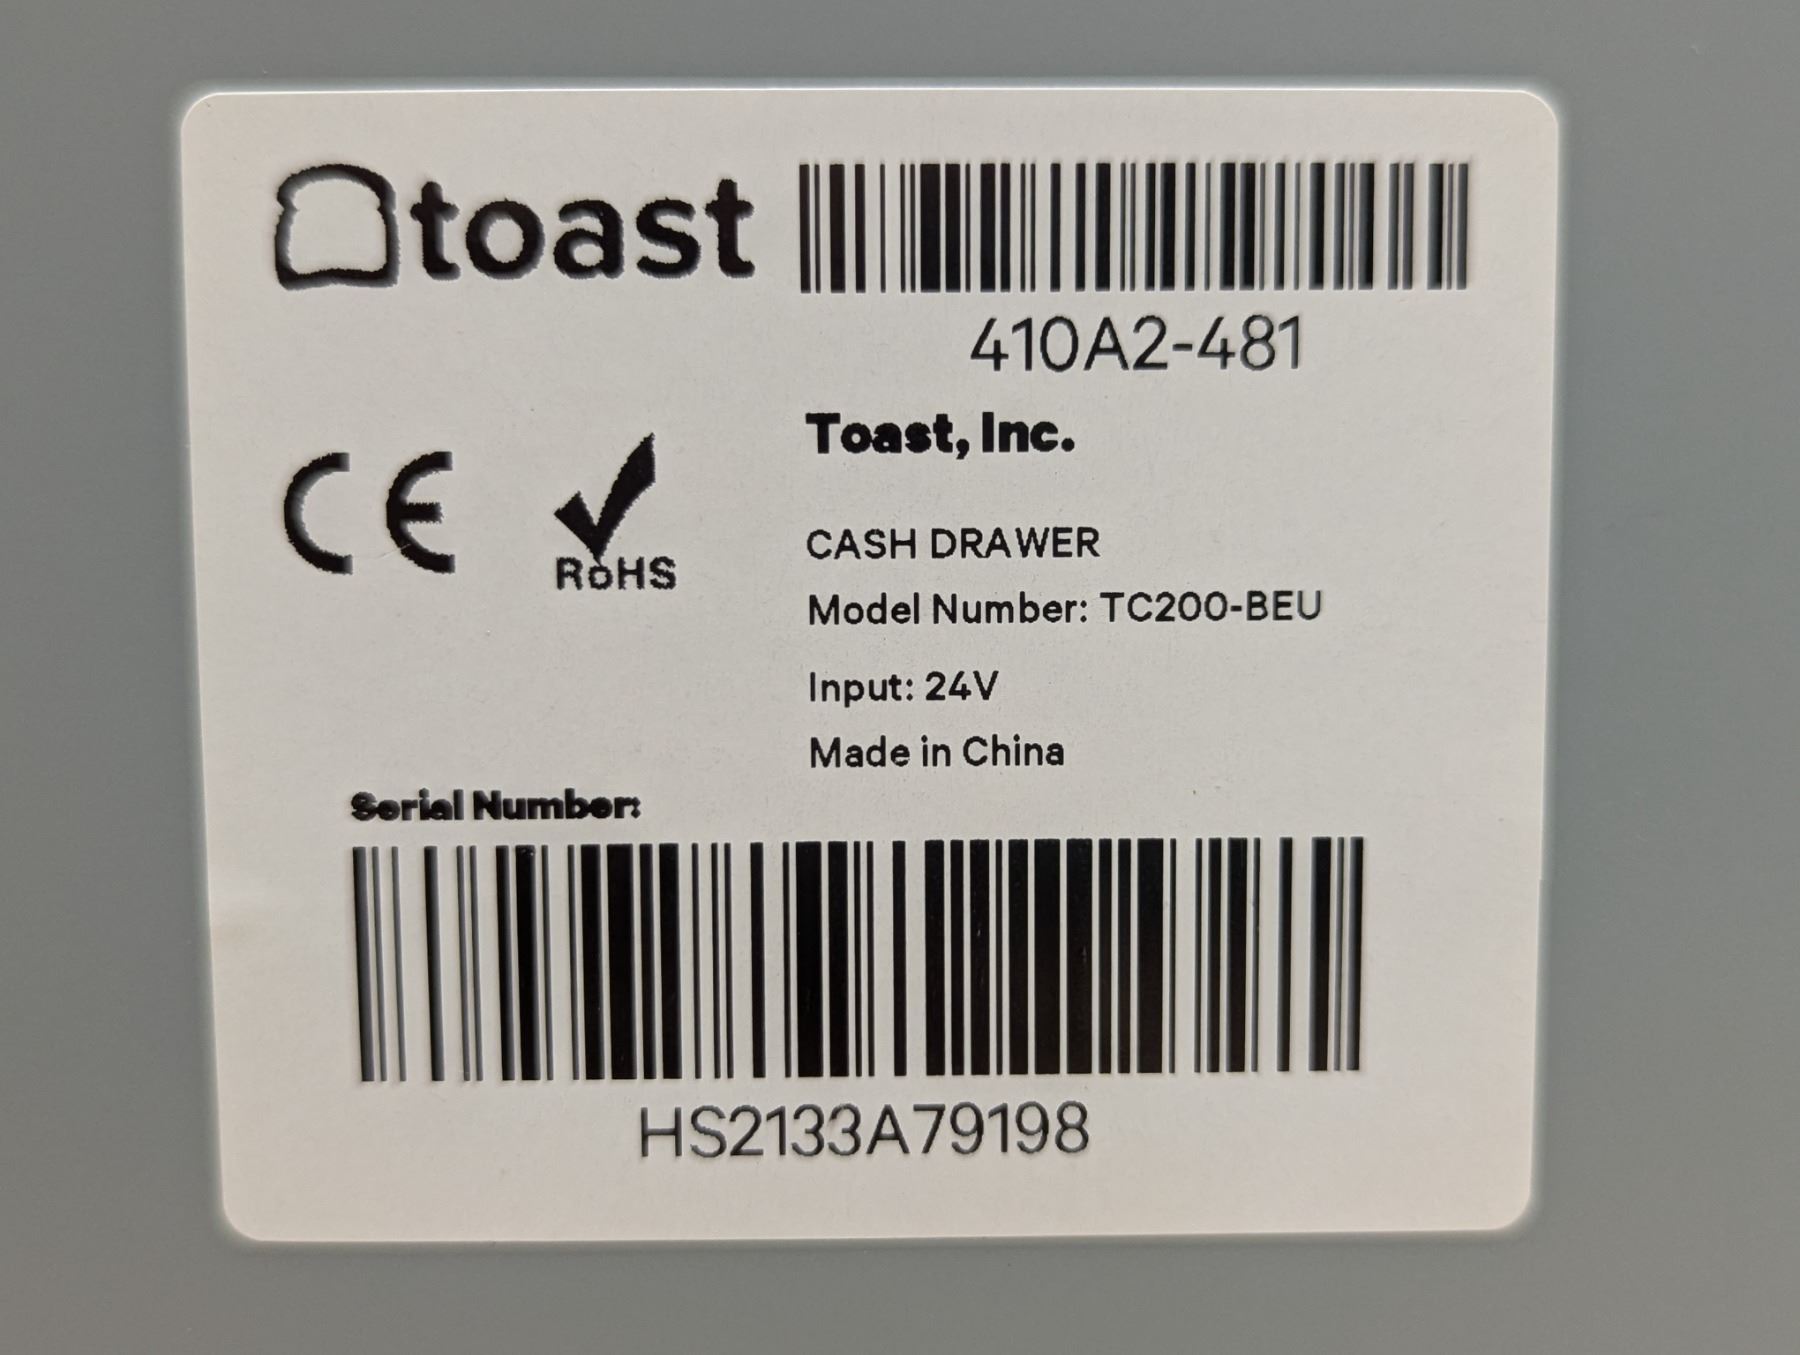 toast
410A2-481
Toast, Inc.
CE
RoHS
CASH DRAWER
Model Number: TC200-BEU
Input: 24V
Made in China
Serial Number:
HS2133A79198